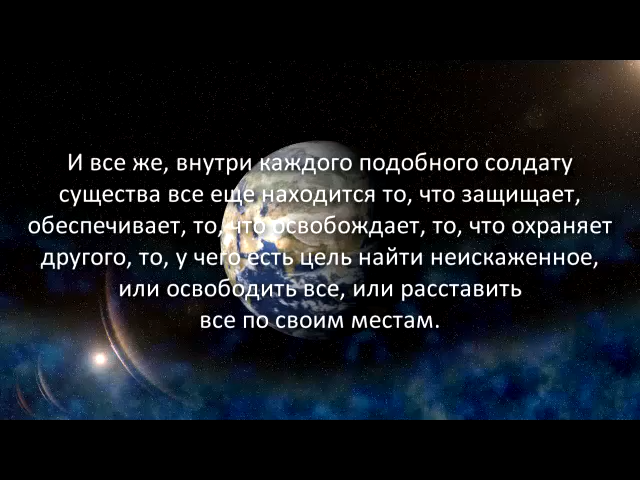 И все же, внутри каждого подобного солдату
существа все еще находится то, что защищает,
обеспечивает, то, что освобождает, то, что охраняет
другого, то, у чего есть цель найти неискаженное,
или освободить все, или расставить
все по своим местам.